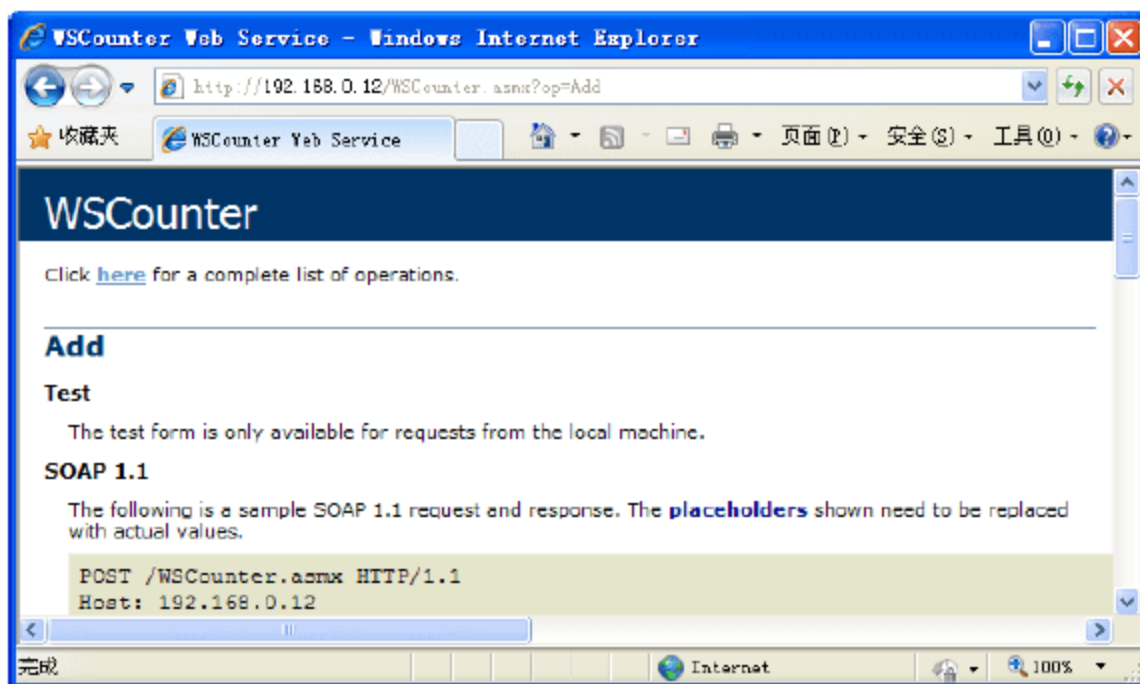 WSCounter Web Service - Windows Internet Explorer
http://192.168.0.12/WSCounter.asmx?op=Add
收藏夹 WSCounter Web Service 页面(P) 安全(S) 工具(O)
WSCounter
Click here for a complete list of operations.
Add
Test
The test form is only available for requests from the local machine.
SOAP 1.1
The following is a sample SOAP 1.1 request and response. The placeholders shown need to be replaced
with actual values.
POST /WSCounter.asmx HTTP/1.1
Host: 192.168.0.12
完成 Internet 100%